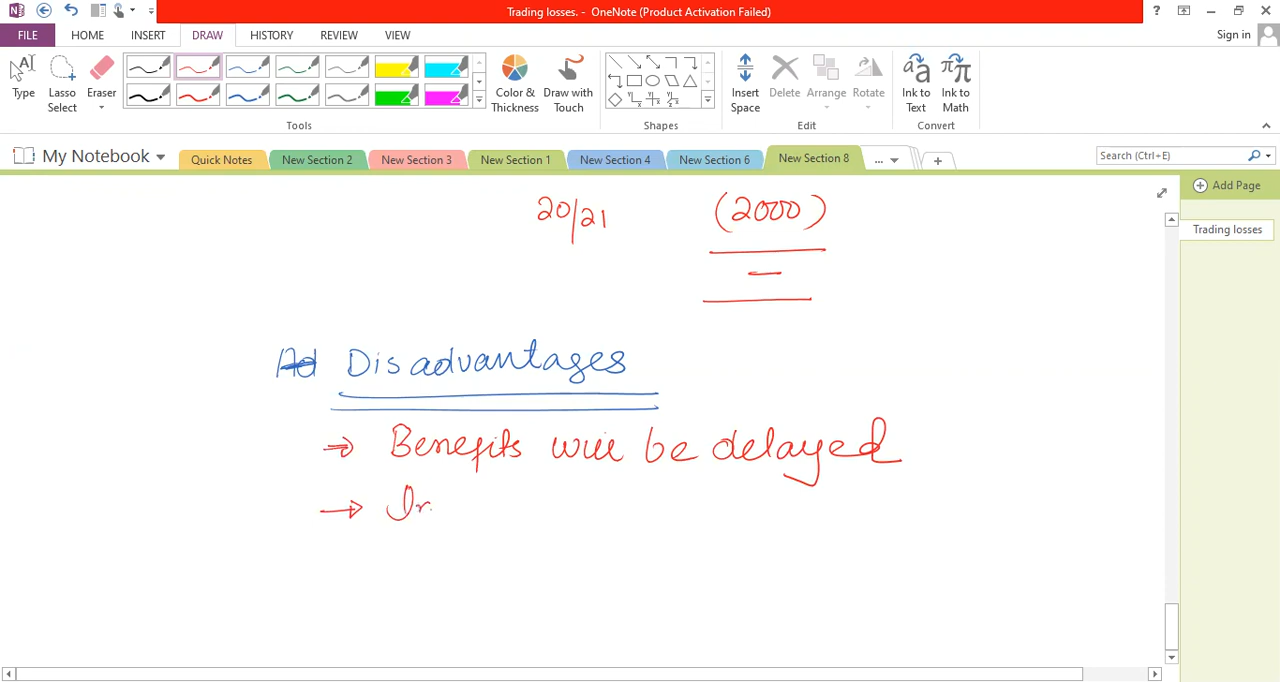 Trading losses. - OneNote (Product Activation Failed)
FILE HOME INSERT DRAW HISTORY REVIEW VIEW Sign in
Type Lasso Select Eraser Color & Thickness Draw with Touch Insert Space Delete Arrange Rotate Ink to Text Ink to Math
Tools Shapes Edit Convert
My Notebook Quick Notes New Section 2 New Section 3 New Section 1 New Section 4 New Section 6 New Section 8 ... Search (Ctrl+E)
Add Page
Trading losses
20/21 (2000)
—
Ad Disadvantages
→ Benefits will be delayed
→